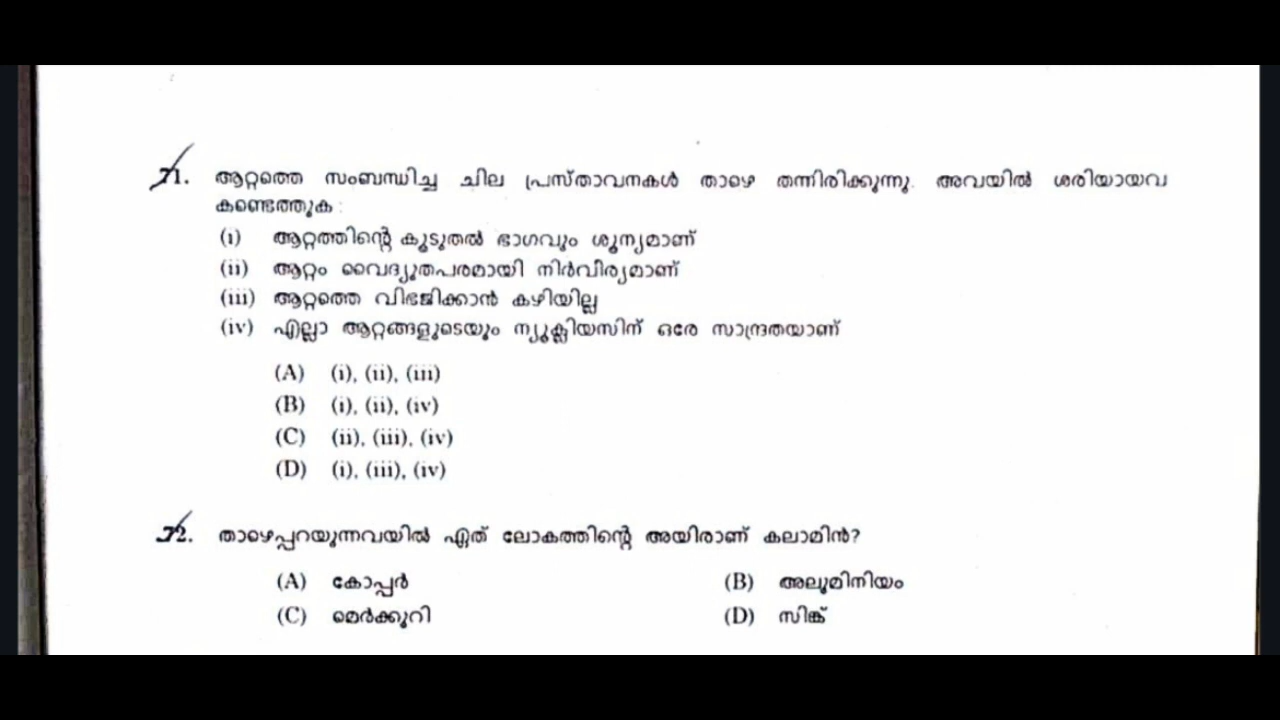 71. ആറ്റത്തെ സംബന്ധിച്ച ചില പ്രസ്താവനകൾ താഴെ തന്നിരിക്കുന്നു. അവയിൽ ശരിയായവ
കണ്ടെത്തുക :
(i) ആറ്റത്തിന്റെ കൂടുതൽ ഭാഗവും ശൂന്യമാണ്
(ii) ആറ്റം വൈദ്യുതപരമായി നിർവീര്യമാണ്
(iii) ആറ്റത്തെ വിഭജിക്കാൻ കഴിയില്ല
(iv) എല്ലാ ആറ്റങ്ങളുടെയും ന്യൂക്ലിയസിന് ഒരേ സാന്ദ്രതയാണ്
(A) (i), (ii), (iii)
(B) (i), (ii), (iv)
(C) (ii), (iii), (iv)
(D) (i), (iii), (iv)
72. താഴെപ്പറയുന്നവയിൽ ഏത് ലോകത്തിന്റെ അയിരാണ് കലാമിൻ?
(A) കോപ്പർ (B) അലൂമിനിയം
(C) മെർക്കുറി (D) സിങ്ക്